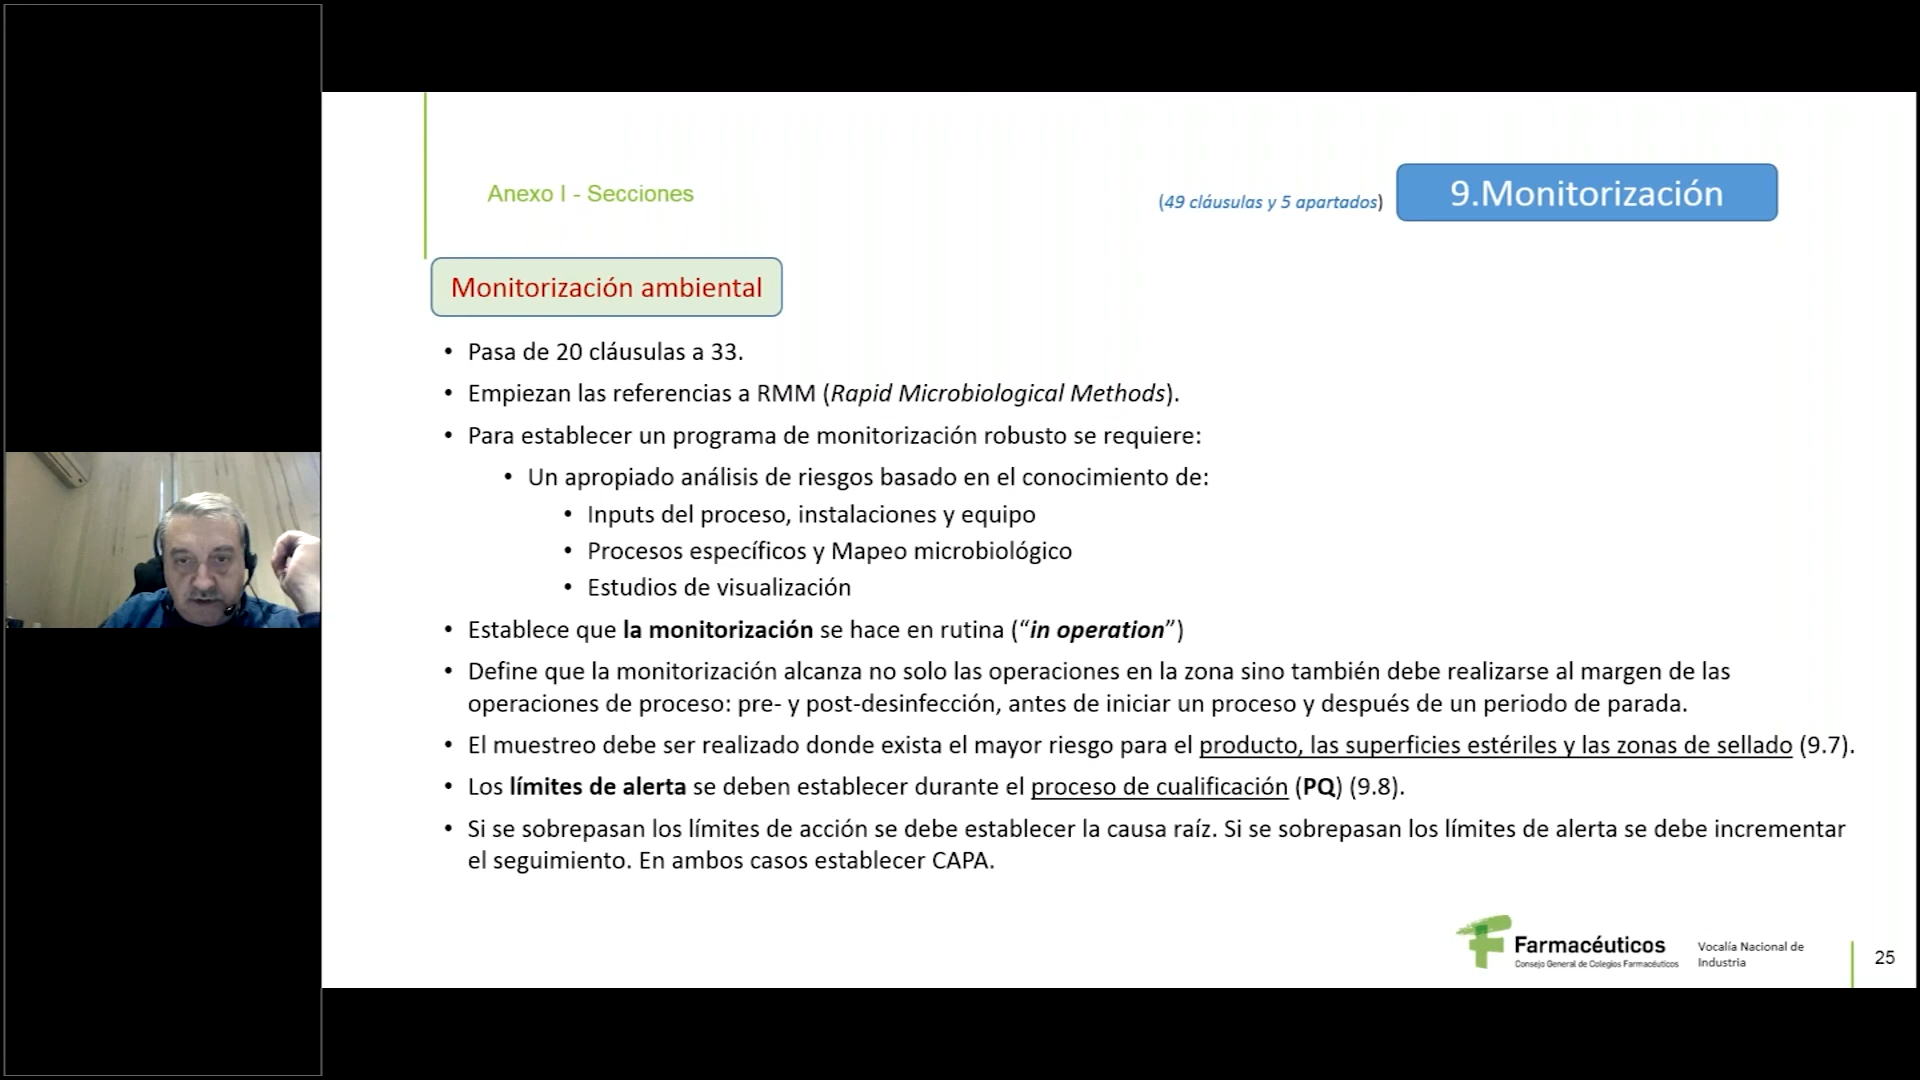 Anexo I - Secciones
(49 cláusulas y 5 apartados)
9.Monitorización
Monitorización ambiental
• Pasa de 20 cláusulas a 33.
• Empiezan las referencias a RMM (Rapid Microbiological Methods).
• Para establecer un programa de monitorización robusto se requiere:
• Un apropiado análisis de riesgos basado en el conocimiento de:
• Inputs del proceso, instalaciones y equipo
• Procesos específicos y Mapeo microbiológico
• Estudios de visualización
• Establece que la monitorización se hace en rutina (“in operation”)
• Define que la monitorización alcanza no solo las operaciones en la zona sino también debe realizarse al margen de las
operaciones de proceso: pre- y post-desinfección, antes de iniciar un proceso y después de un periodo de parada.
• El muestreo debe ser realizado donde exista el mayor riesgo para el producto, las superficies estériles y las zonas de sellado (9.7).
• Los límites de alerta se deben establecer durante el proceso de cualificación (PQ) (9.8).
• Si se sobrepasan los límites de acción se debe establecer la causa raíz. Si se sobrepasan los límites de alerta se debe incrementar
el seguimiento. En ambos casos establecer CAPA.
Farmacéuticos
Consejo General de Colegios Farmacéuticos
Vocalía Nacional de
Industria
25